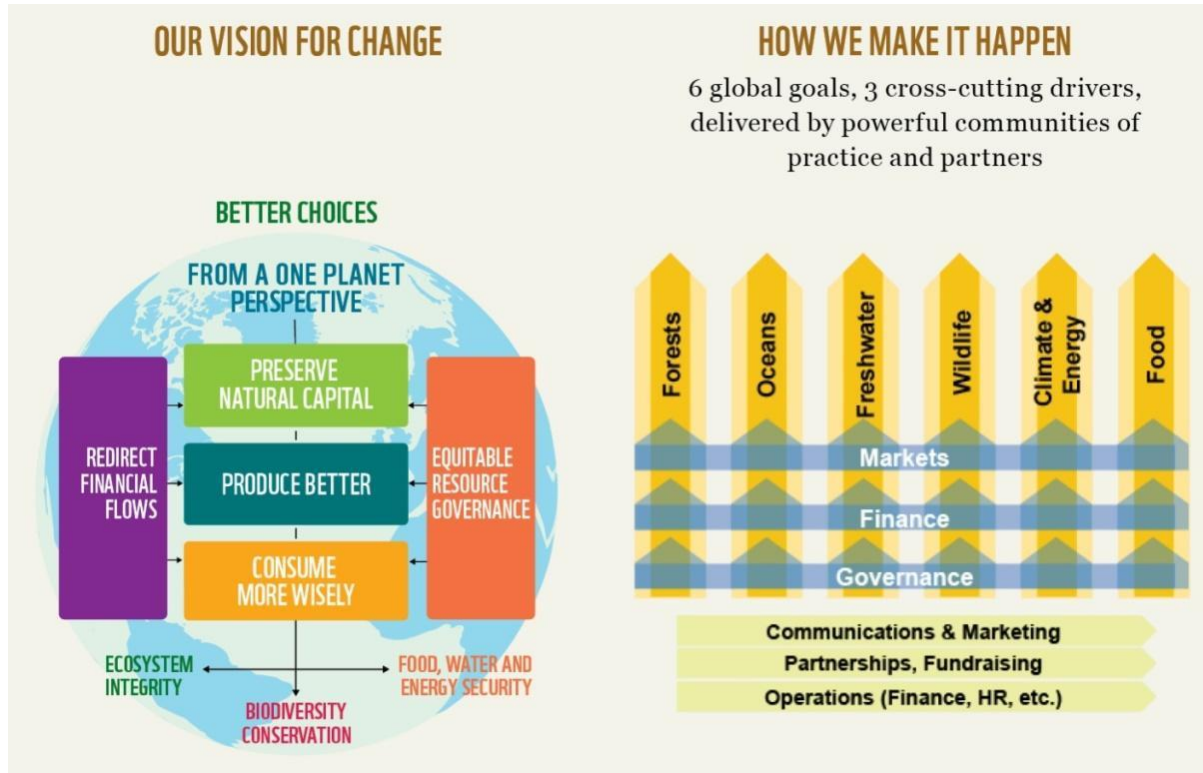 OUR VISION FOR CHANGE
BETTER CHOICES
FROM A ONE PLANET
PERSPECTIVE
REDIRECT
FINANCIAL
FLOWS
PRESERVE
NATURAL CAPITAL
PRODUCE BETTER
CONSUME
MORE WISELY
EQUITABLE
RESOURCE
GOVERNANCE
ECOSYSTEM
INTEGRITY
BIODIVERSITY
CONSERVATION
FOOD, WATER AND
ENERGY SECURITY
HOW WE MAKE IT HAPPEN
6 global goals, 3 cross-cutting drivers,
delivered by powerful communities of
practice and partners
Forests
Oceans
Freshwater
Wildlife
Climate &
Energy
Food
Markets
Finance
Governance
Communications & Marketing
Partnerships, Fundraising
Operations (Finance, HR, etc.)